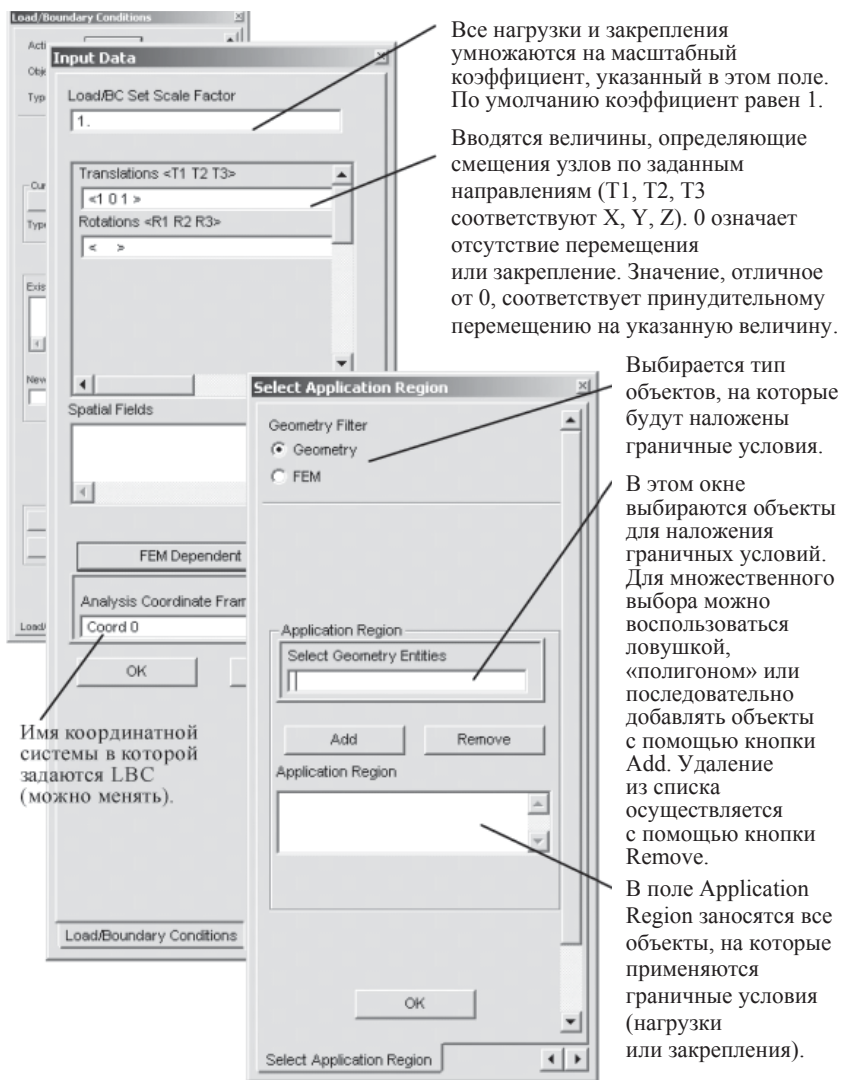 Load/Boundary Conditions
Acti
Obje
Typ
Cur
Type
Exis
New
Load/
Input Data
Load/BC Set Scale Factor
1.
Translations <T1 T2 T3>
<1 0 1 >
Rotations <R1 R2 R3>
<    >
Spatial Fields
FEM Dependent
Analysis Coordinate Fram
Coord 0
OK
Load/Boundary Conditions
Select Application Region
Geometry Filter
Geometry
FEM
Application Region
Select Geometry Entities
Add
Remove
Application Region
OK
Select Application Region
Все нагрузки и закрепления
умножаются на масштабный
коэффициент, указанный в этом поле.
По умолчанию коэффициент равен 1.
Вводятся величины, определяющие
смещения узлов по заданным
направлениям (T1, T2, T3
соответствуют X, Y, Z). 0 означает
отсутствие перемещения
или закрепление. Значение, отличное
от 0, соответствует принудительному
перемещению на указанную величину.
Выбирается тип
объектов, на которые
будут наложены
граничные условия.
В этом окне
выбираются объекты
для наложения
граничных условий.
Для множественного
выбора можно
воспользоваться
ловушкой,
«полигоном» или
последовательно
добавлять объекты
с помощью кнопки
Add. Удаление
из списка
осуществляется
с помощью кнопки
Remove.
В поле Application
Region заносятся все
объекты, на которые
применяются
граничные условия
(нагрузки
или закрепления).
Имя координатной
системы в которой
задаются LBC
(можно менять).